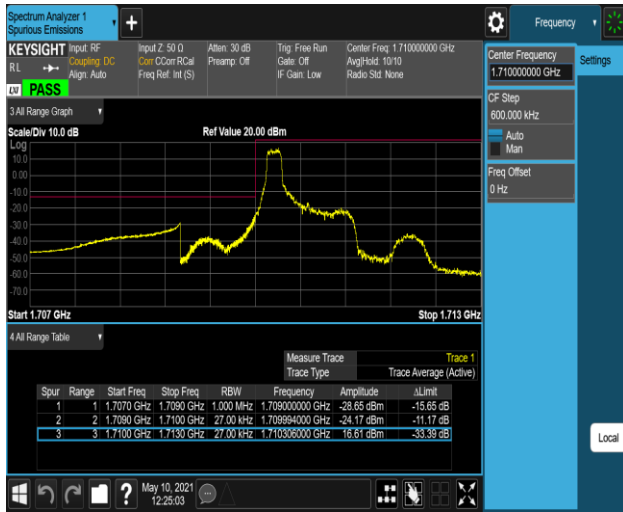 Spectrum Analyzer 1
Spurious Emissions
Frequency
KEYSIGHT Input: RF Input Z: 50 Ω Atten: 30 dB Trig: Free Run Center Freq: 1.710000000 GHz
RL Coupling: DC Corr CCorr RCal Preamp: Off Gate: Off Avg|Hold: 10/10
Align: Auto Freq Ref: Int (S) IF Gain: Low Radio Std: None
LXI PASS
Center Frequency
1.710000000 GHz
Settings
CF Step
600.000 kHz
Auto
Man
Freq Offset
0 Hz
3 All Range Graph
Scale/Div 10.0 dB Ref Value 20.00 dBm
Log
10.0
0.00
-10.0
-20.0
-30.0
-40.0
-50.0
-60.0
-70.0
Start 1.707 GHz Stop 1.713 GHz
4 All Range Table
Measure Trace Trace 1
Trace Type Trace Average (Active)
Spur Range Start Freq Stop Freq RBW Frequency Amplitude ΔLimit
1 1 1.7070 GHz 1.7090 GHz 1.000 MHz 1.709000000 GHz -28.65 dBm -15.65 dB
2 2 1.7090 GHz 1.7100 GHz 27.00 kHz 1.709994000 GHz -24.17 dBm -11.17 dB
3 3 1.7100 GHz 1.7130 GHz 27.00 kHz 1.710306000 GHz 16.61 dBm -33.39 dB
Local
? May 10, 2021
12:25:03